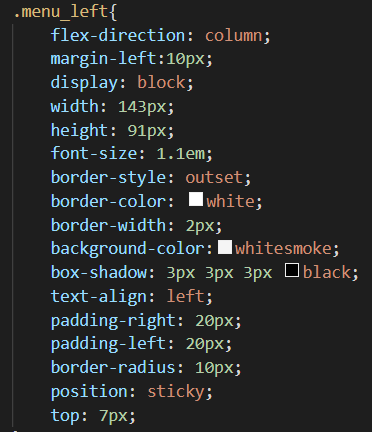 .menu_left{
flex-direction: column;
margin-left:10px;
display: block;
width: 143px;
height: 91px;
font-size: 1.1em;
border-style: outset;
border-color: white;
border-width: 2px;
background-color: whitesmoke;
box-shadow: 3px 3px 3px black;
text-align: left;
padding-right: 20px;
padding-left: 20px;
border-radius: 10px;
position: sticky;
top: 7px;